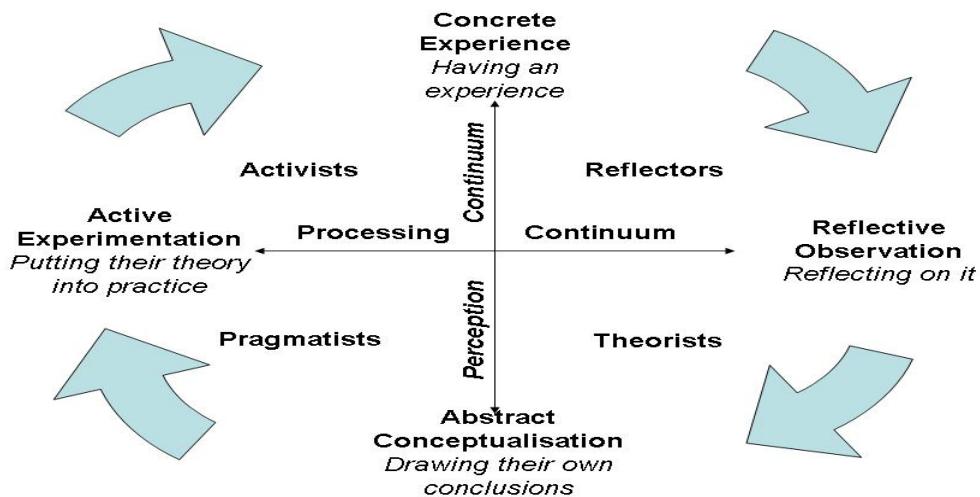 Concrete
Experience
Having an
experience
Continuum
Activists
Reflectors
Active
Experimentation
Putting their theory
into practice
Processing
Continuum
Reflective
Observation
Reflecting on it
Perception
Pragmatists
Theorists
Abstract
Conceptualisation
Drawing their own
conclusions